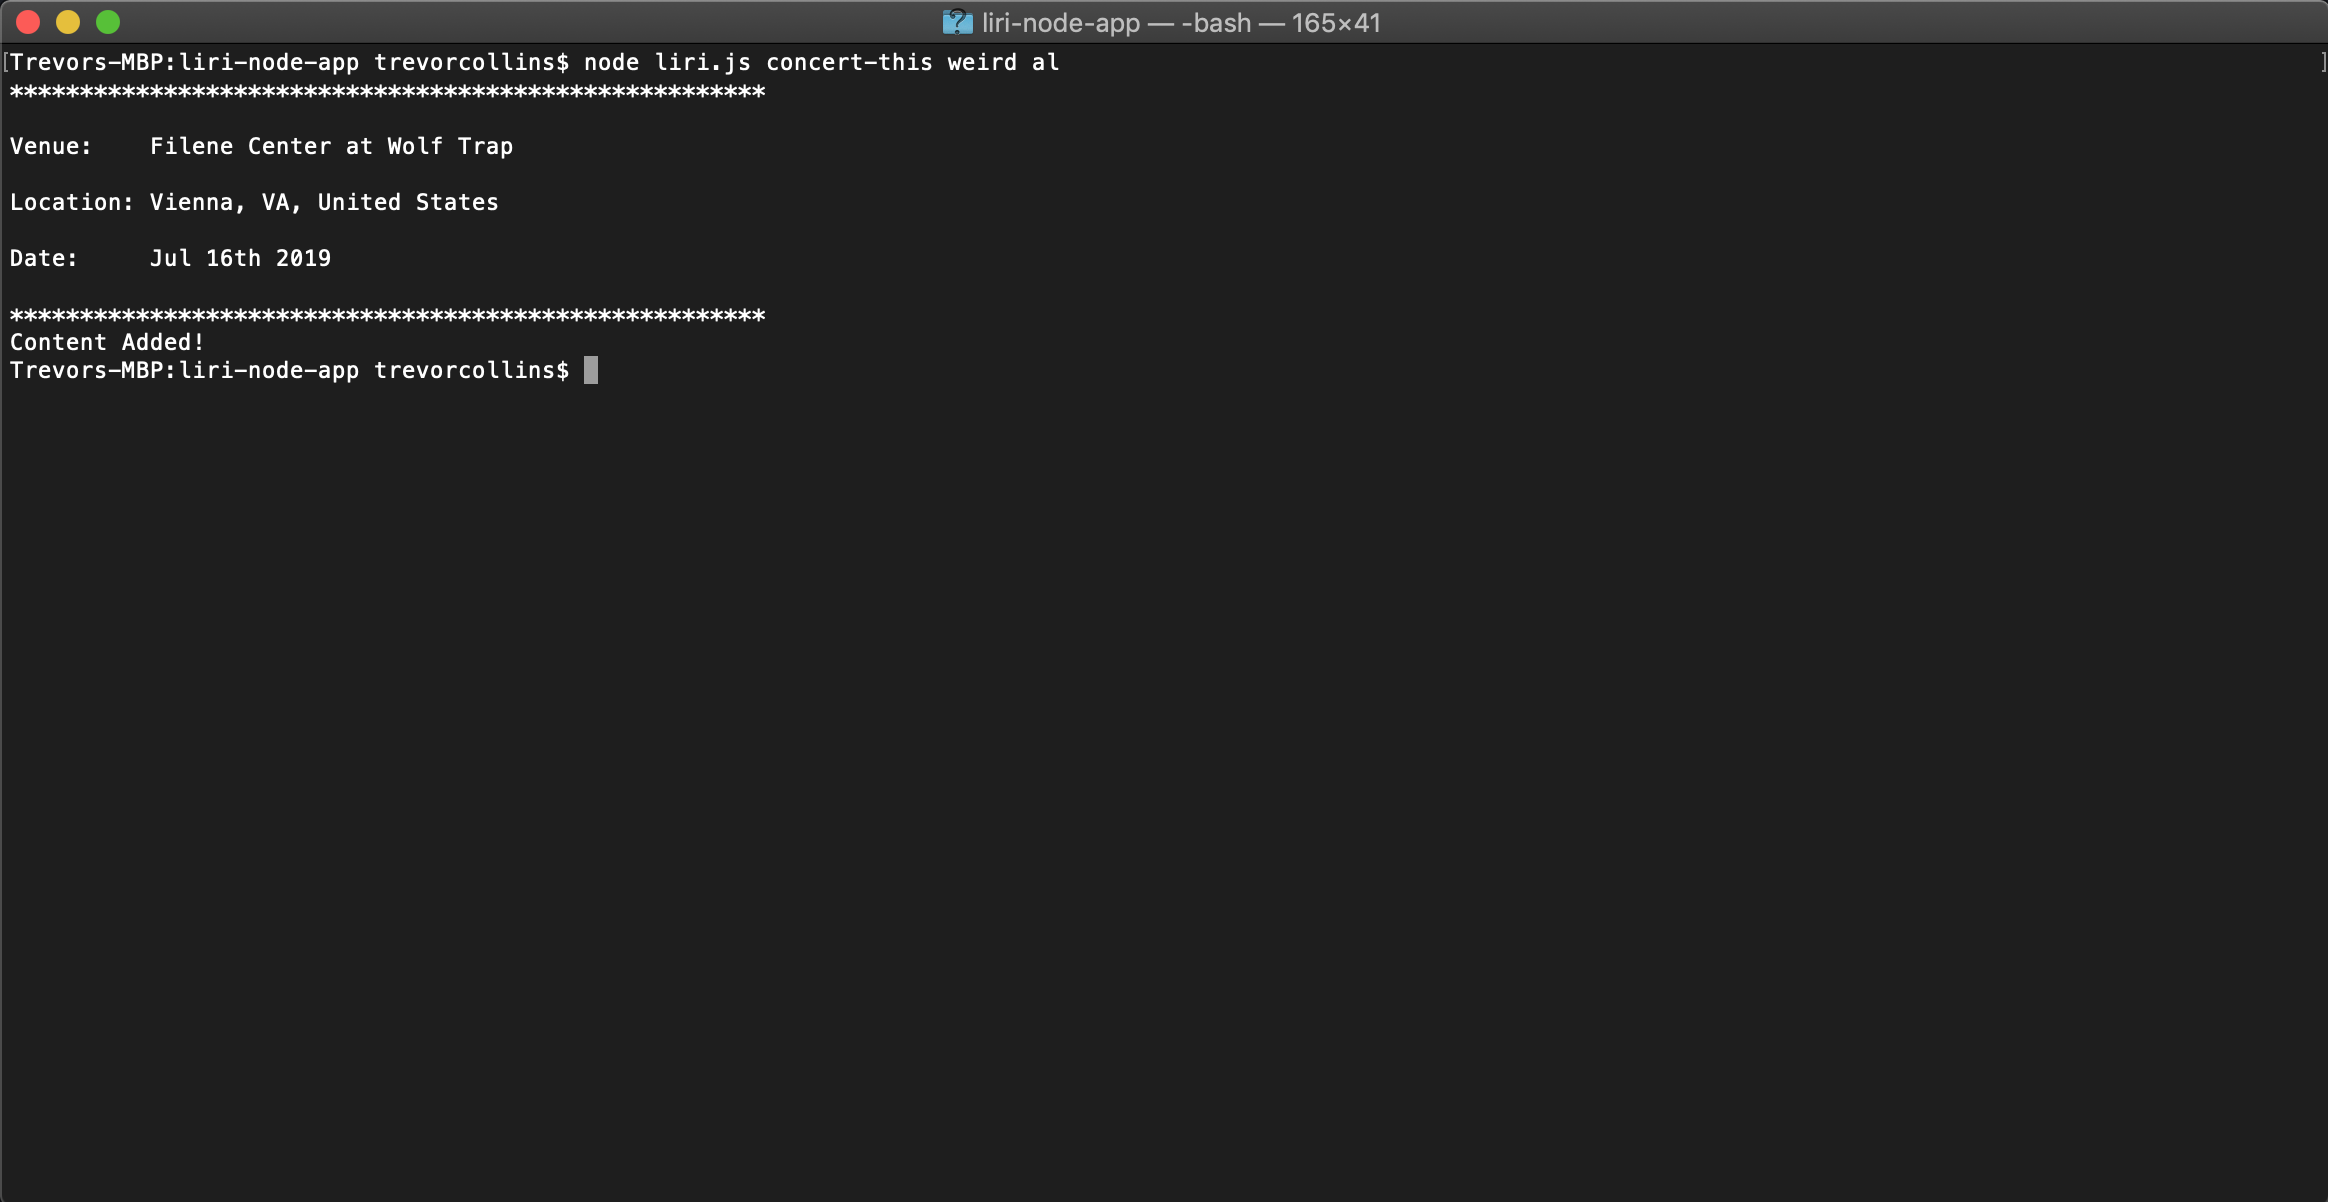 liri-node-app — -bash — 165×41
[Trevors-MBP:liri-node-app trevorcollins$ node liri.js concert-this weird al ]
******************************************************
Venue:    Filene Center at Wolf Trap
Location: Vienna, VA, United States
Date:     Jul 16th 2019
******************************************************
Content Added!
Trevors-MBP:liri-node-app trevorcollins$